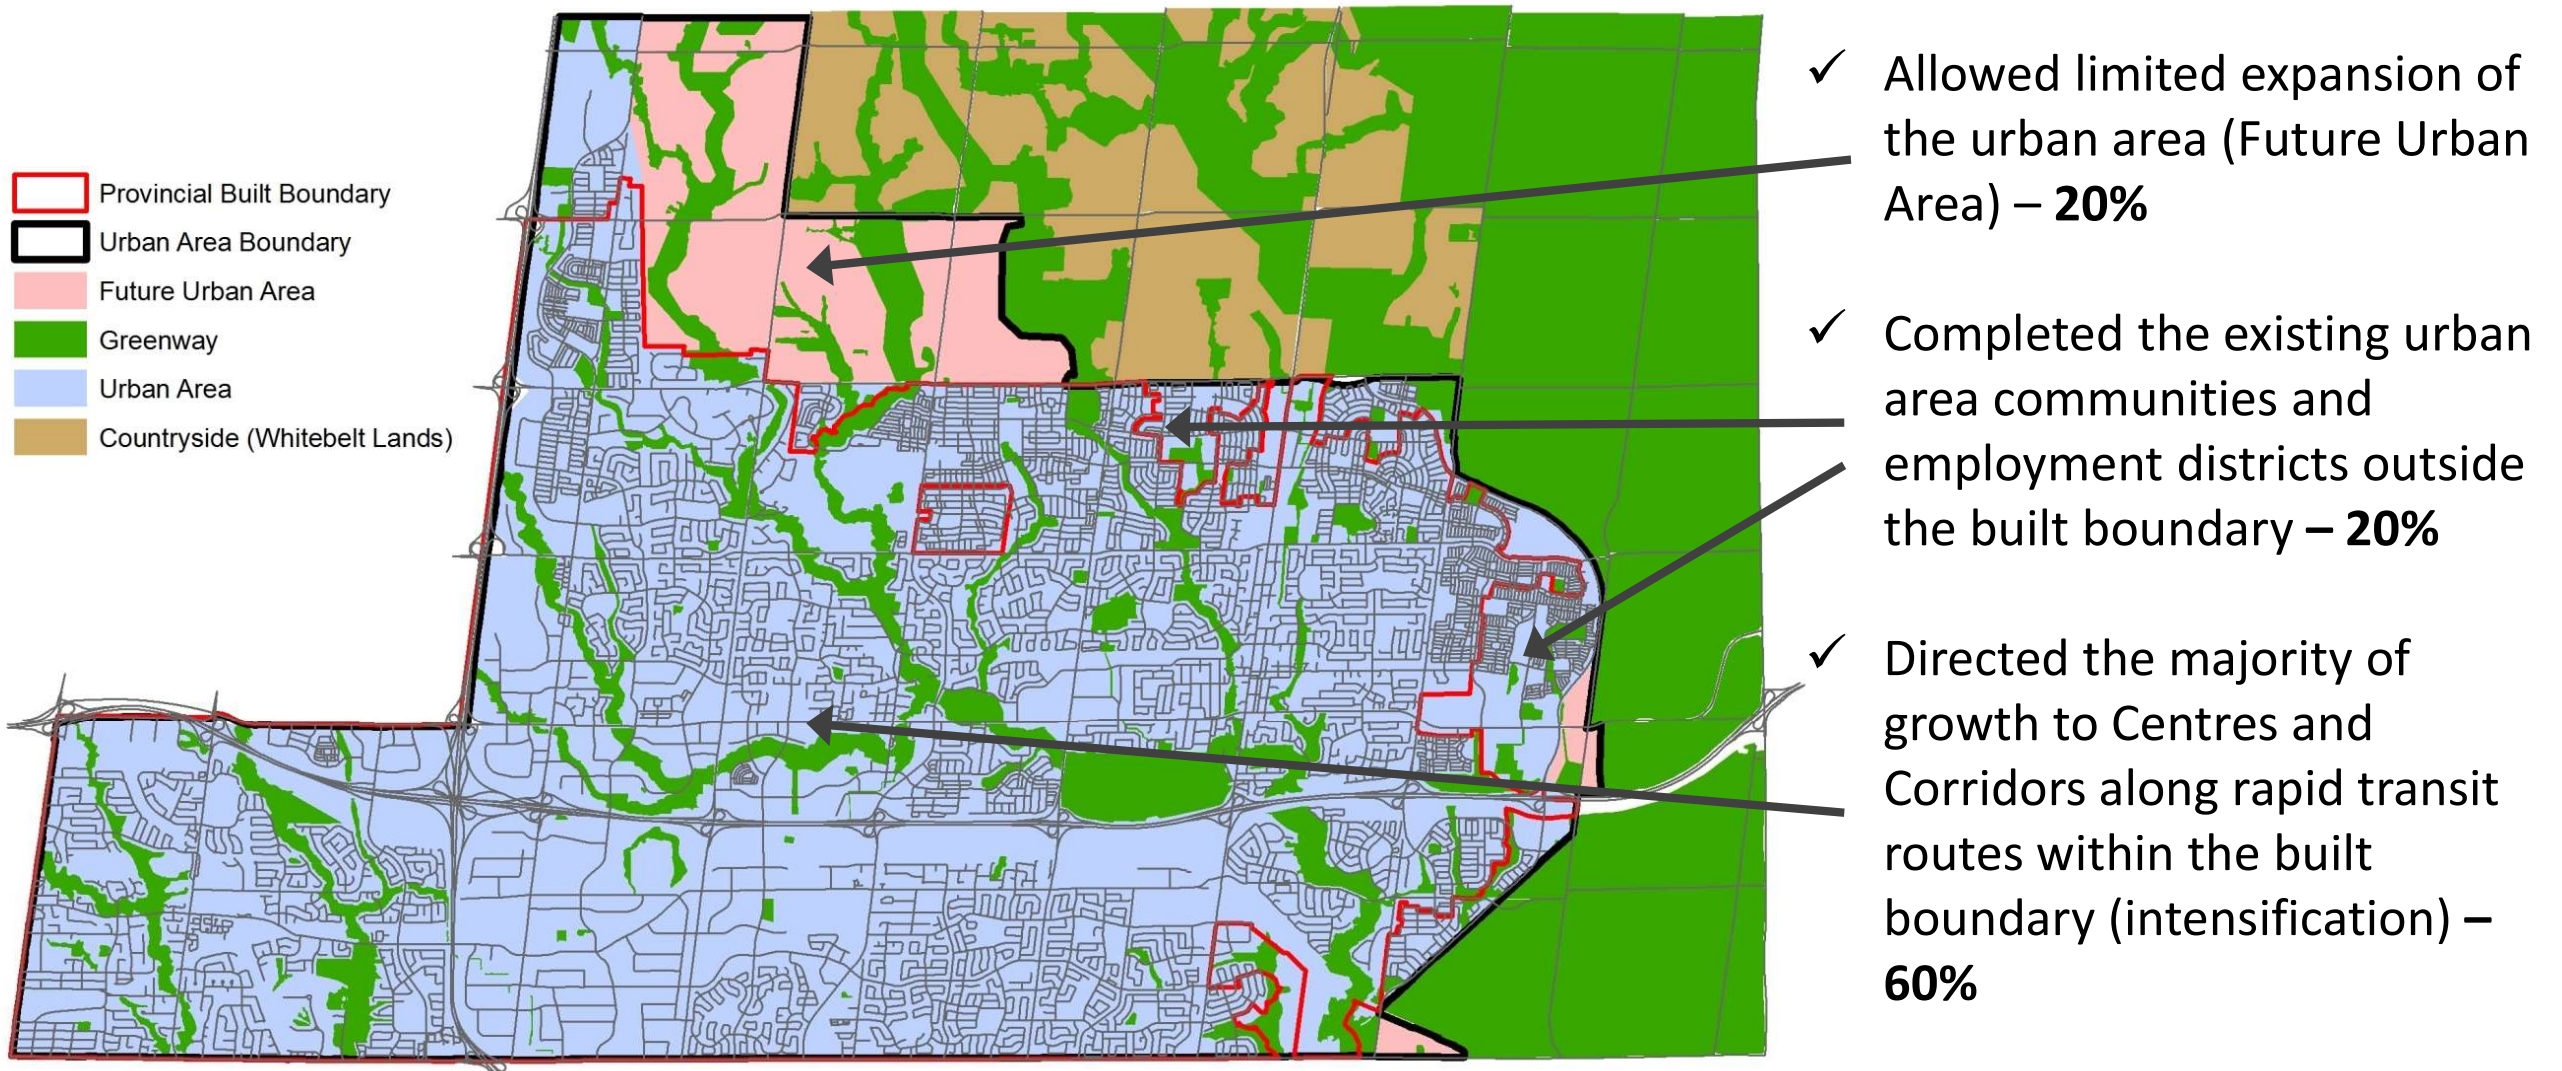 Provincial Built Boundary
Urban Area Boundary
Future Urban Area
Greenway
Urban Area
Countryside (Whitebelt Lands)
✓ Allowed limited expansion of
the urban area (Future Urban
Area) – 20%
✓ Completed the existing urban
area communities and
employment districts outside
the built boundary – 20%
✓ Directed the majority of
growth to Centres and
Corridors along rapid transit
routes within the built
boundary (intensification) –
60%